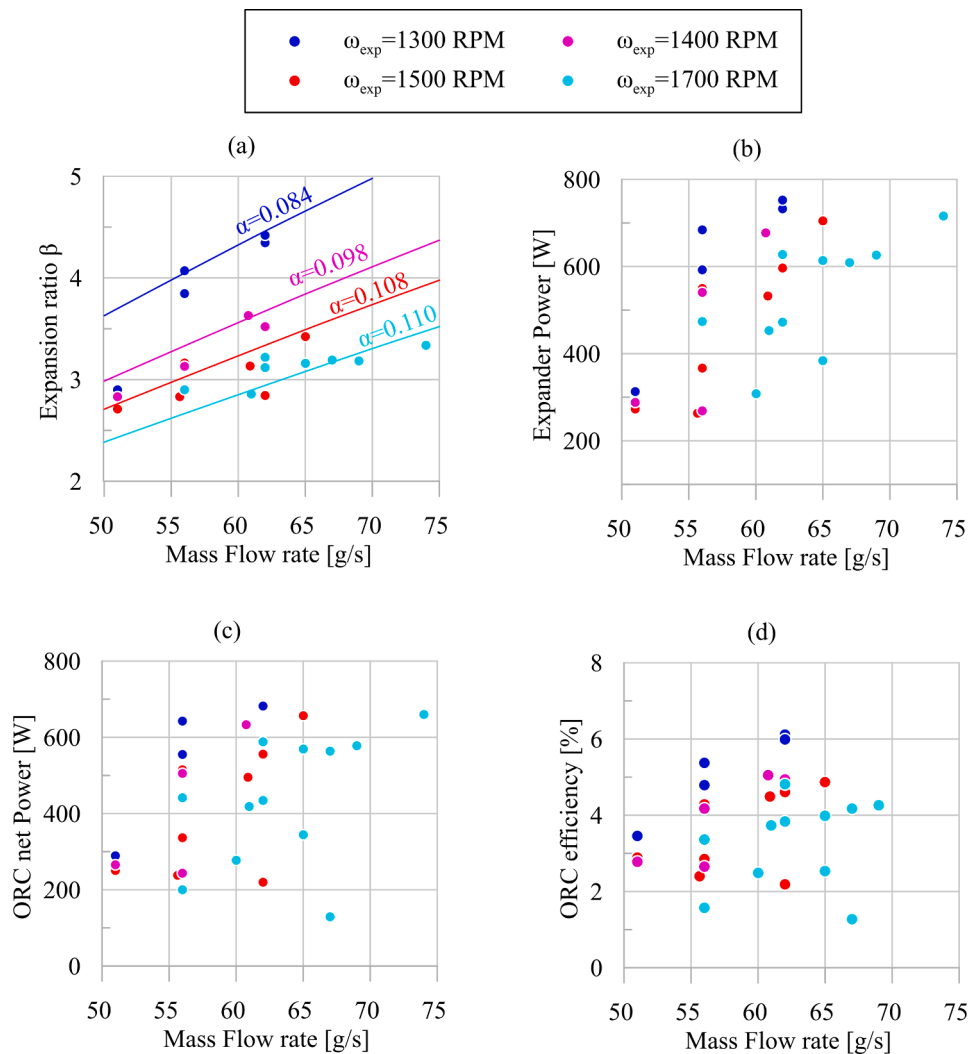 ω_exp=1300 RPM ω_exp=1400 RPM
ω_exp=1500 RPM ω_exp=1700 RPM
(a)
5
4
3
2
Expansion ratio β
α=0.084
α=0.098
α=0.108
α=0.110
50 55 60 65 70 75
Mass Flow rate [g/s]
(b)
800
600
400
200
Expander Power [W]
50 55 60 65 70 75
Mass Flow rate [g/s]
(c)
800
600
400
200
0
ORC net Power [W]
50 55 60 65 70 75
Mass Flow rate [g/s]
(d)
8
6
4
2
0
ORC efficiency [%]
50 55 60 65 70 75
Mass Flow rate [g/s]